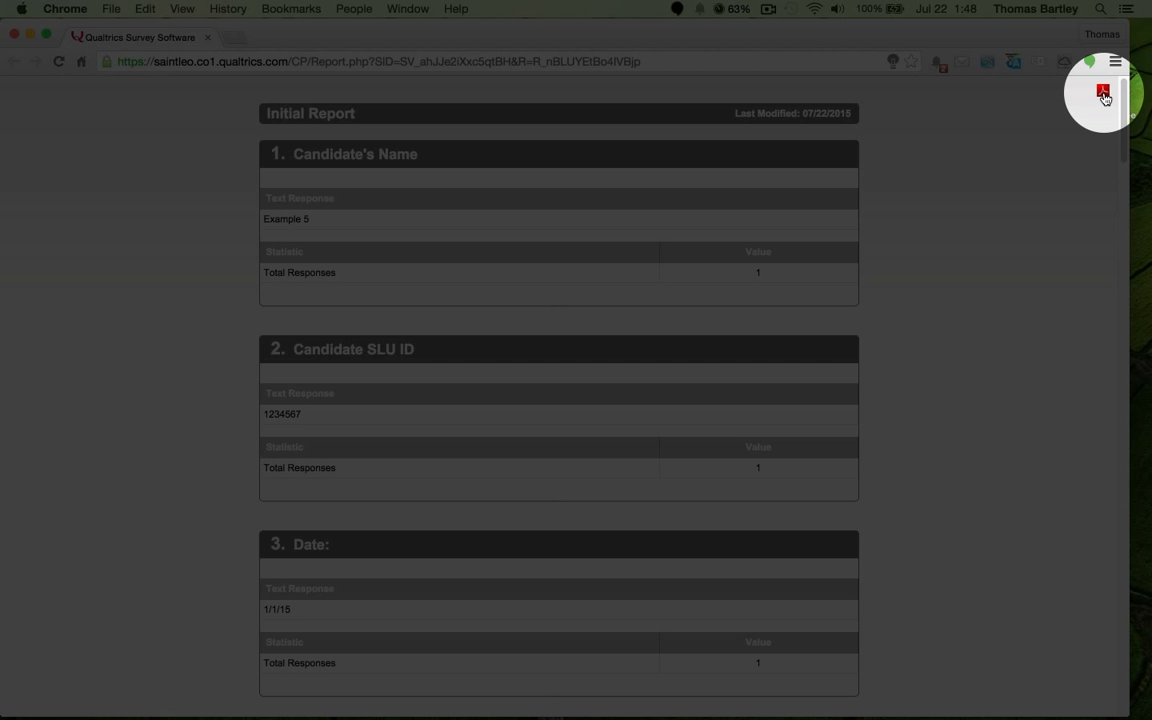 Chrome File Edit View History Bookmarks People Window Help 63% 100% Jul 22 1:48 Thomas Bartley
Qualtrics Survey Software × Thomas
https://saintleo.co1.qualtrics.com/CP/Report.php?SID=SV_ahJJe2iXxc5qtBH&R=R_nBLUYEtBo4IVBjp
Initial Report Last Modified: 07/22/2015
1. Candidate's Name
Text Response
Example 5
Statistic Value
Total Responses 1
2. Candidate SLU ID
Text Response
1234567
Statistic Value
Total Responses 1
3. Date:
Text Response
1/1/15
Statistic Value
Total Responses 1